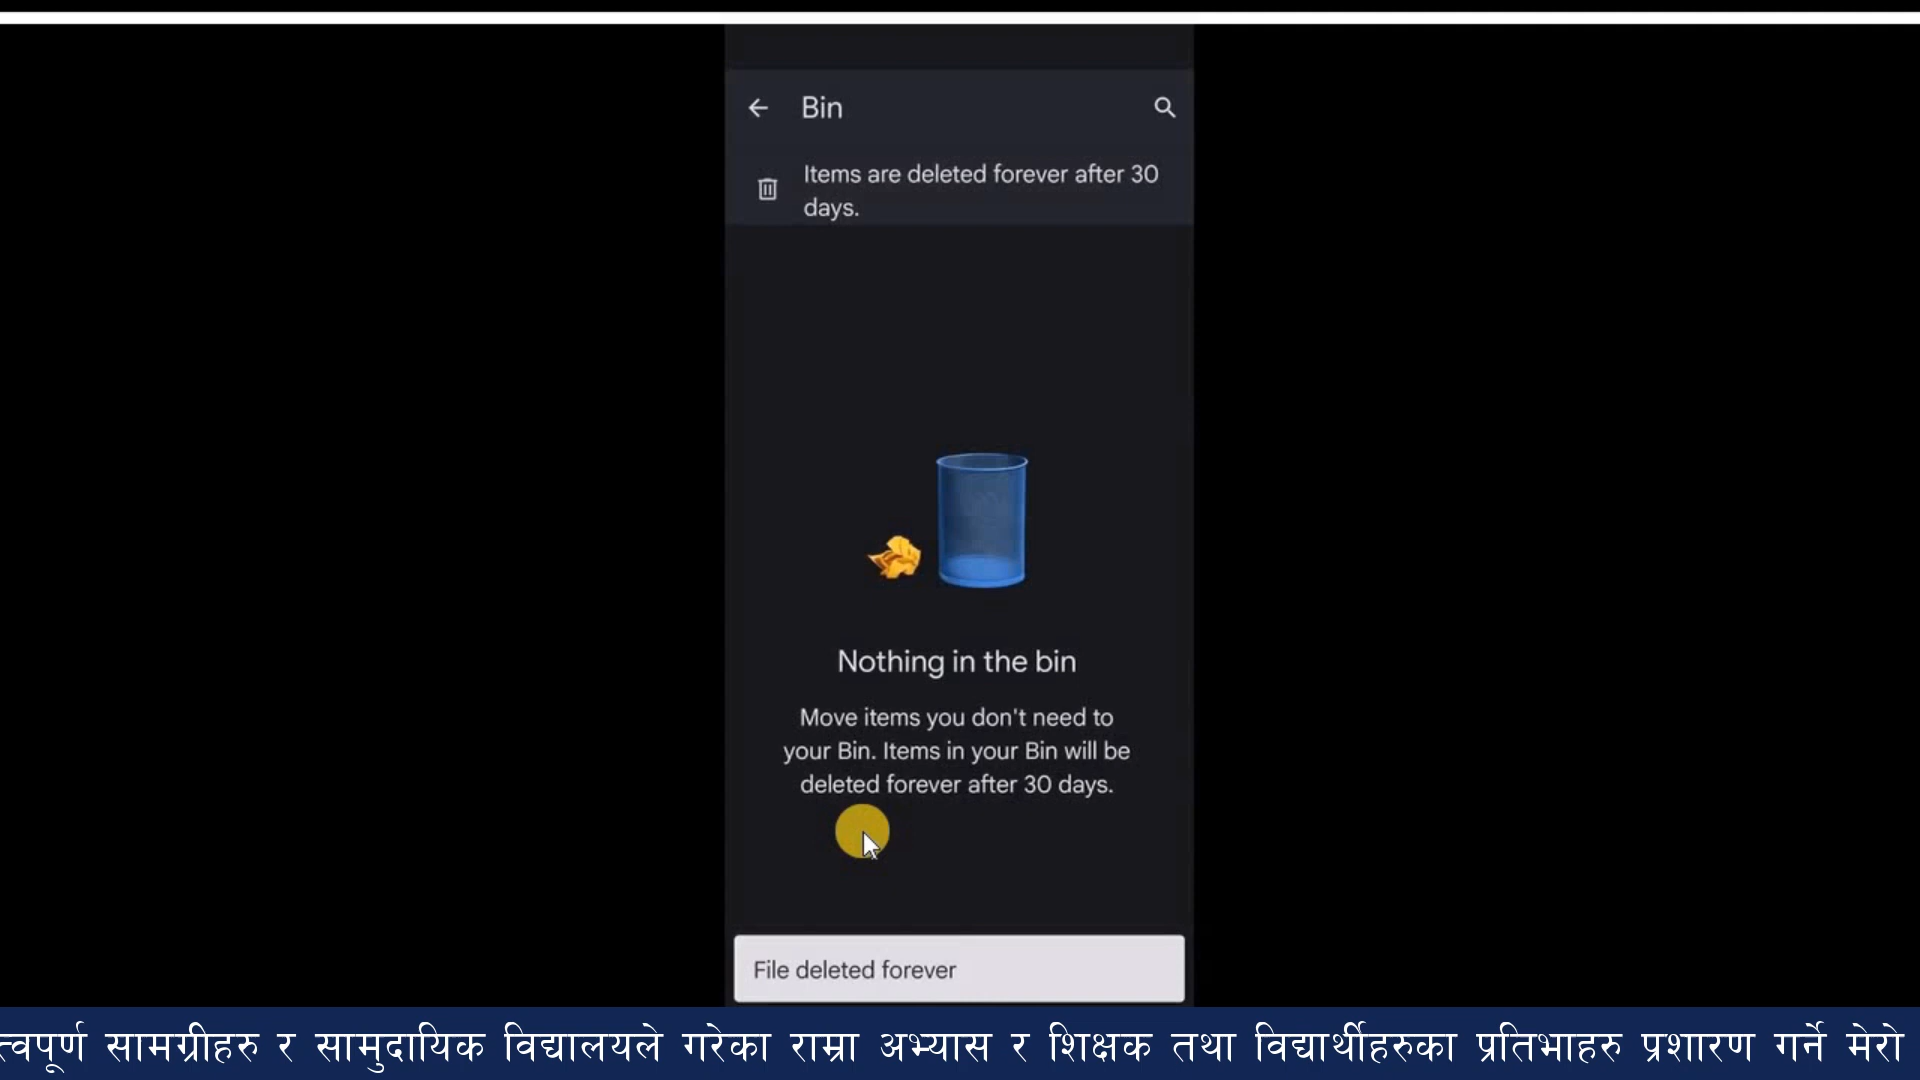 Bin
Items are deleted forever after 30
days.
Nothing in the bin
Move items you don't need to
your Bin. Items in your Bin will be
deleted forever after 30 days.
File deleted forever
सामग्रीहरु र सामुदायिक विद्यालयले गरेका राम्रा अभ्यास र शिक्षक तथा विद्यार्थीहरुका प्रतिभाहरु प्रशारण गर्ने मेरो